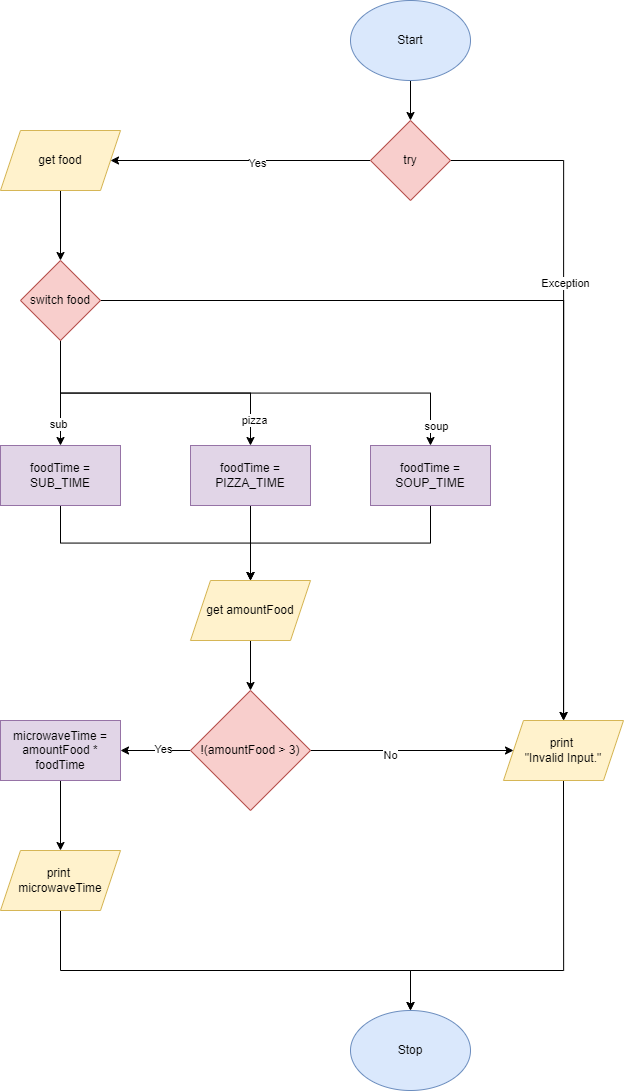 Start
try
get food
Yes
Exception
switch food
sub
pizza
soup
foodTime =
SUB_TIME
foodTime =
PIZZA_TIME
foodTime =
SOUP_TIME
get amountFood
microwaveTime =
amountFood *
foodTime
Yes
!(amountFood > 3)
No
print
"Invalid Input."
print
microwaveTime
Stop